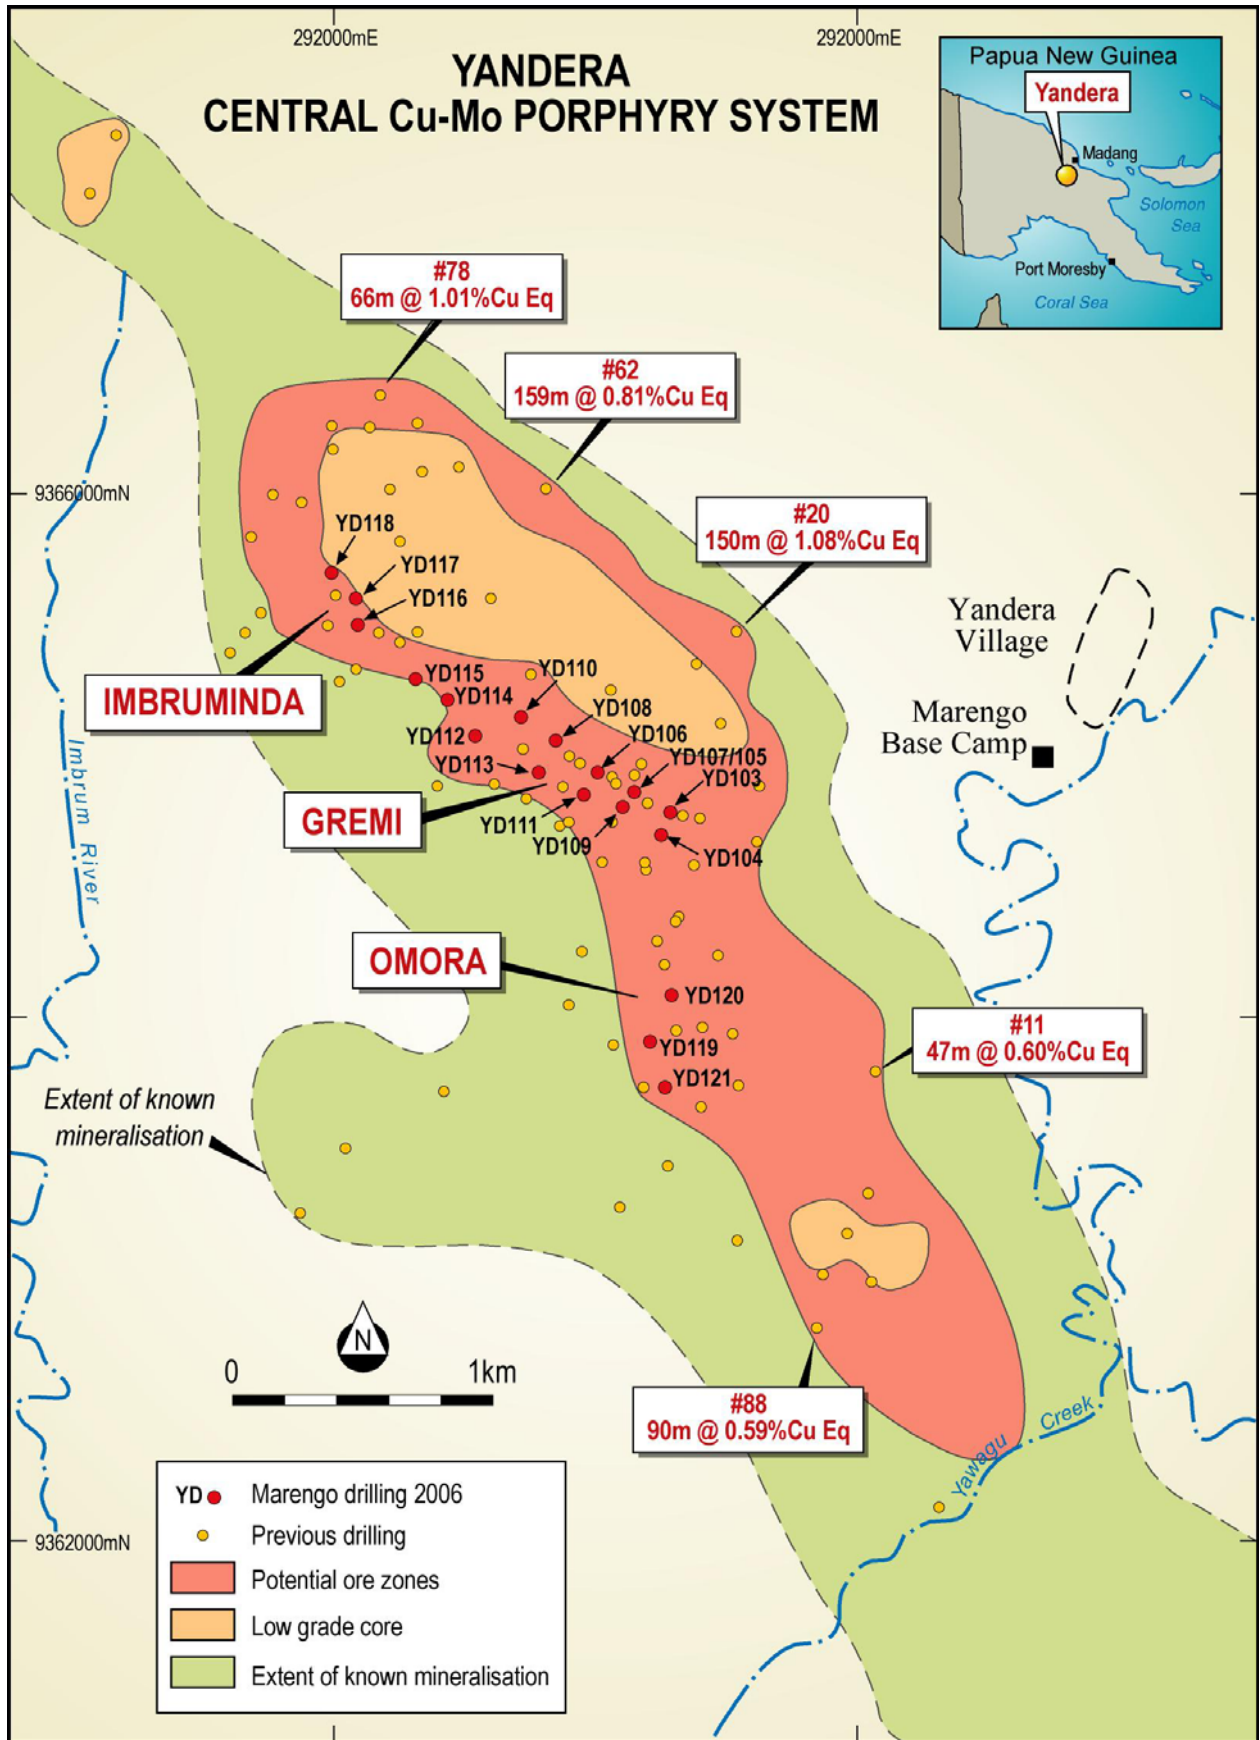 292000mE
292000mE
YANDERA
CENTRAL Cu-Mo PORPHYRY SYSTEM
Papua New Guinea
Yandera
Madang
Solomon
Sea
Port Moresby
Coral Sea
#78
66m @ 1.01%Cu Eq
#62
159m @ 0.81%Cu Eq
9366000mN
#20
150m @ 1.08%Cu Eq
YD118
YD117
YD116
Yandera
Village
IMBRUMINDA
YD115
YD110
YD114
YD108
Marengo
Base Camp
YD112
YD106
YD113
YD107/105
YD103
GREMI
YD111
YD109
YD104
Imbrum River
OMORA
YD120
#11
47m @ 0.60%Cu Eq
YD119
YD121
Extent of known
mineralisation
N
0
1km
#88
90m @ 0.59%Cu Eq
Yawagu Creek
YD
Marengo drilling 2006
Previous drilling
9362000mN
Potential ore zones
Low grade core
Extent of known mineralisation